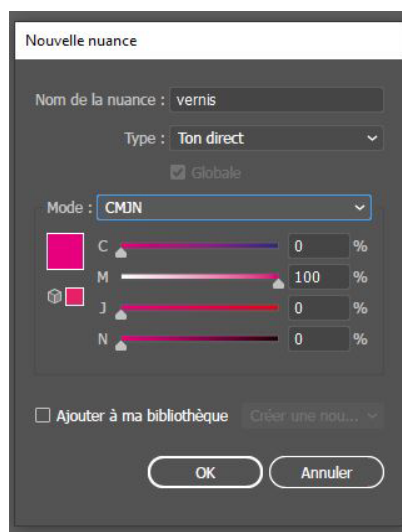 Nouvelle nuance
Nom de la nuance : vernis
Type : Ton direct
Globale
Mode : CMJN
C 0 %
M 100 %
J 0 %
N 0 %
Ajouter à ma bibliothèque Créer une nou...
OK Annuler